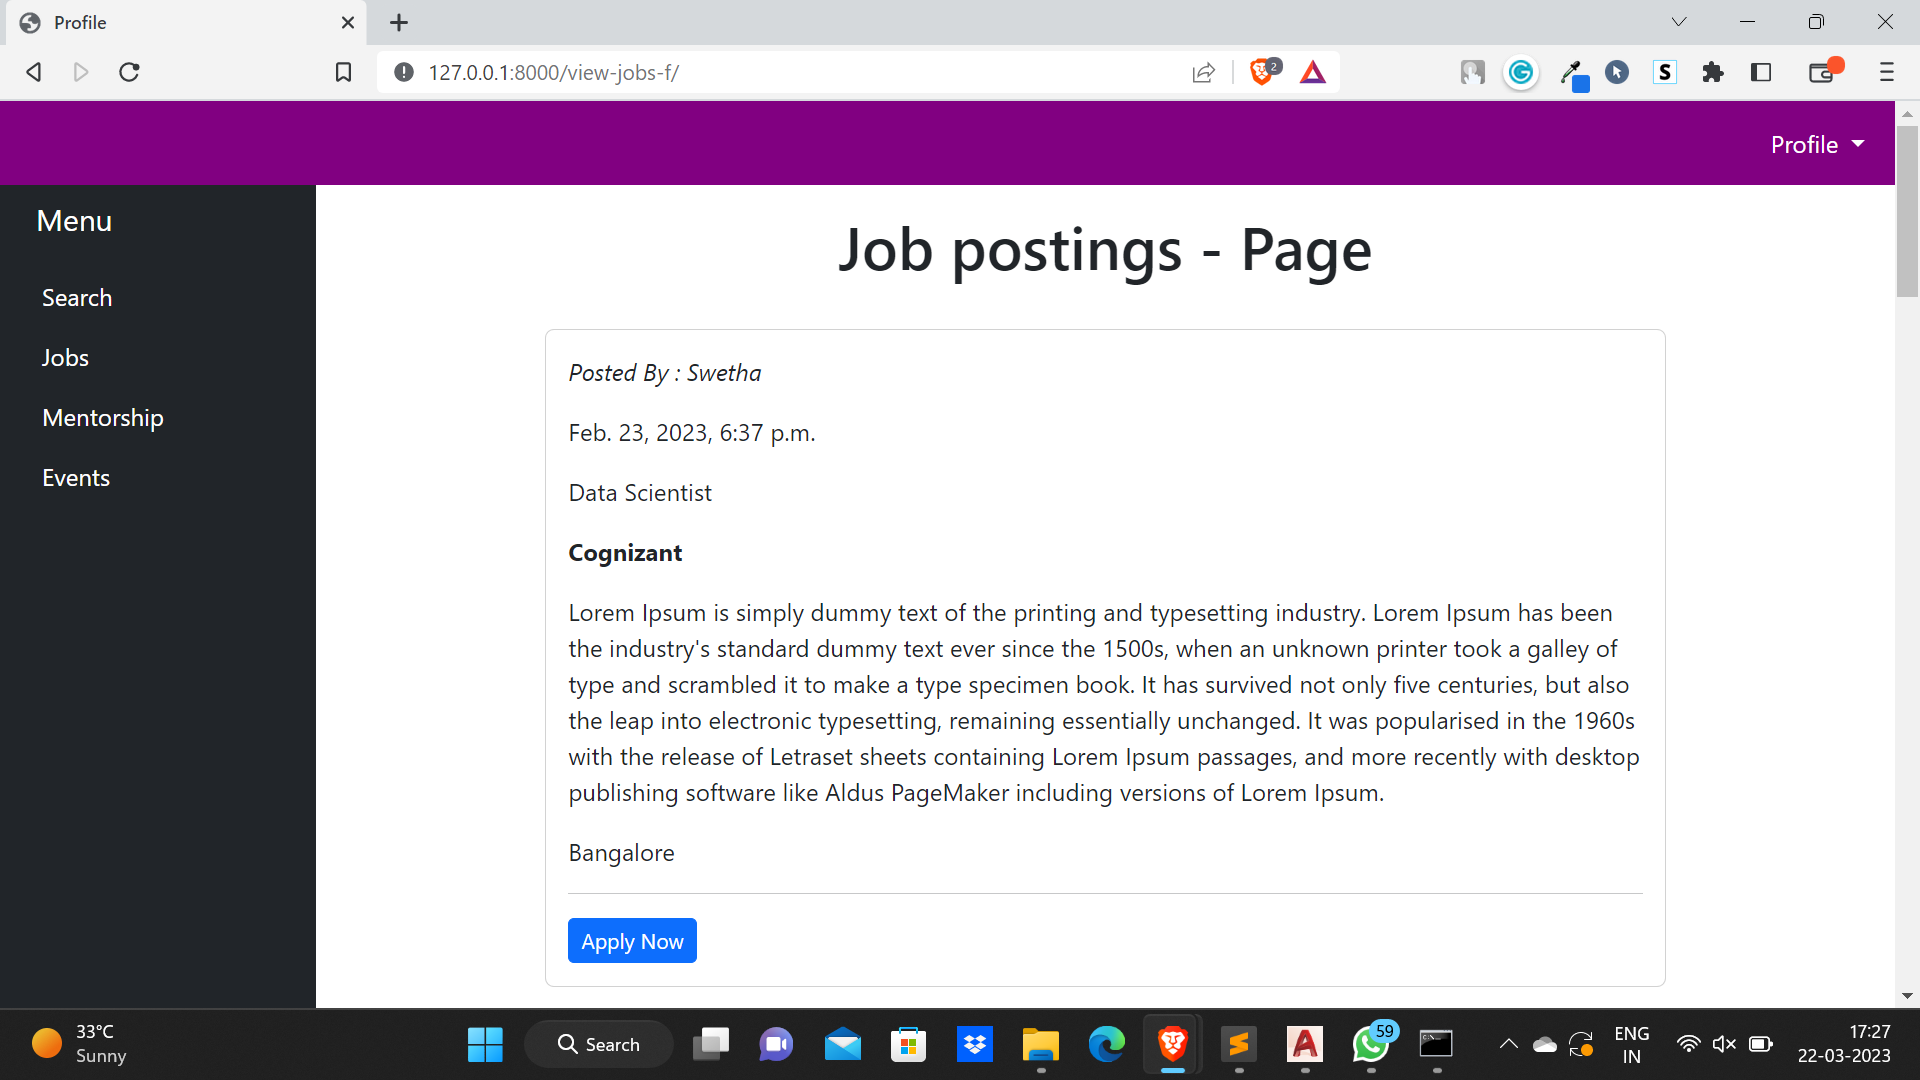 Profile
127.0.0.1:8000/view-jobs-f/
2
S
Profile
Menu
Search
Jobs
Mentorship
Events
Job postings - Page
Posted By : Swetha
Feb. 23, 2023, 6:37 p.m.
Data Scientist
Cognizant
Lorem Ipsum is simply dummy text of the printing and typesetting industry. Lorem Ipsum has been
the industry's standard dummy text ever since the 1500s, when an unknown printer took a galley of
type and scrambled it to make a type specimen book. It has survived not only five centuries, but also
the leap into electronic typesetting, remaining essentially unchanged. It was popularised in the 1960s
with the release of Letraset sheets containing Lorem Ipsum passages, and more recently with desktop
publishing software like Aldus PageMaker including versions of Lorem Ipsum.
Bangalore
Apply Now
33°C
Sunny
Search
59
ENG
IN
17:27
22-03-2023